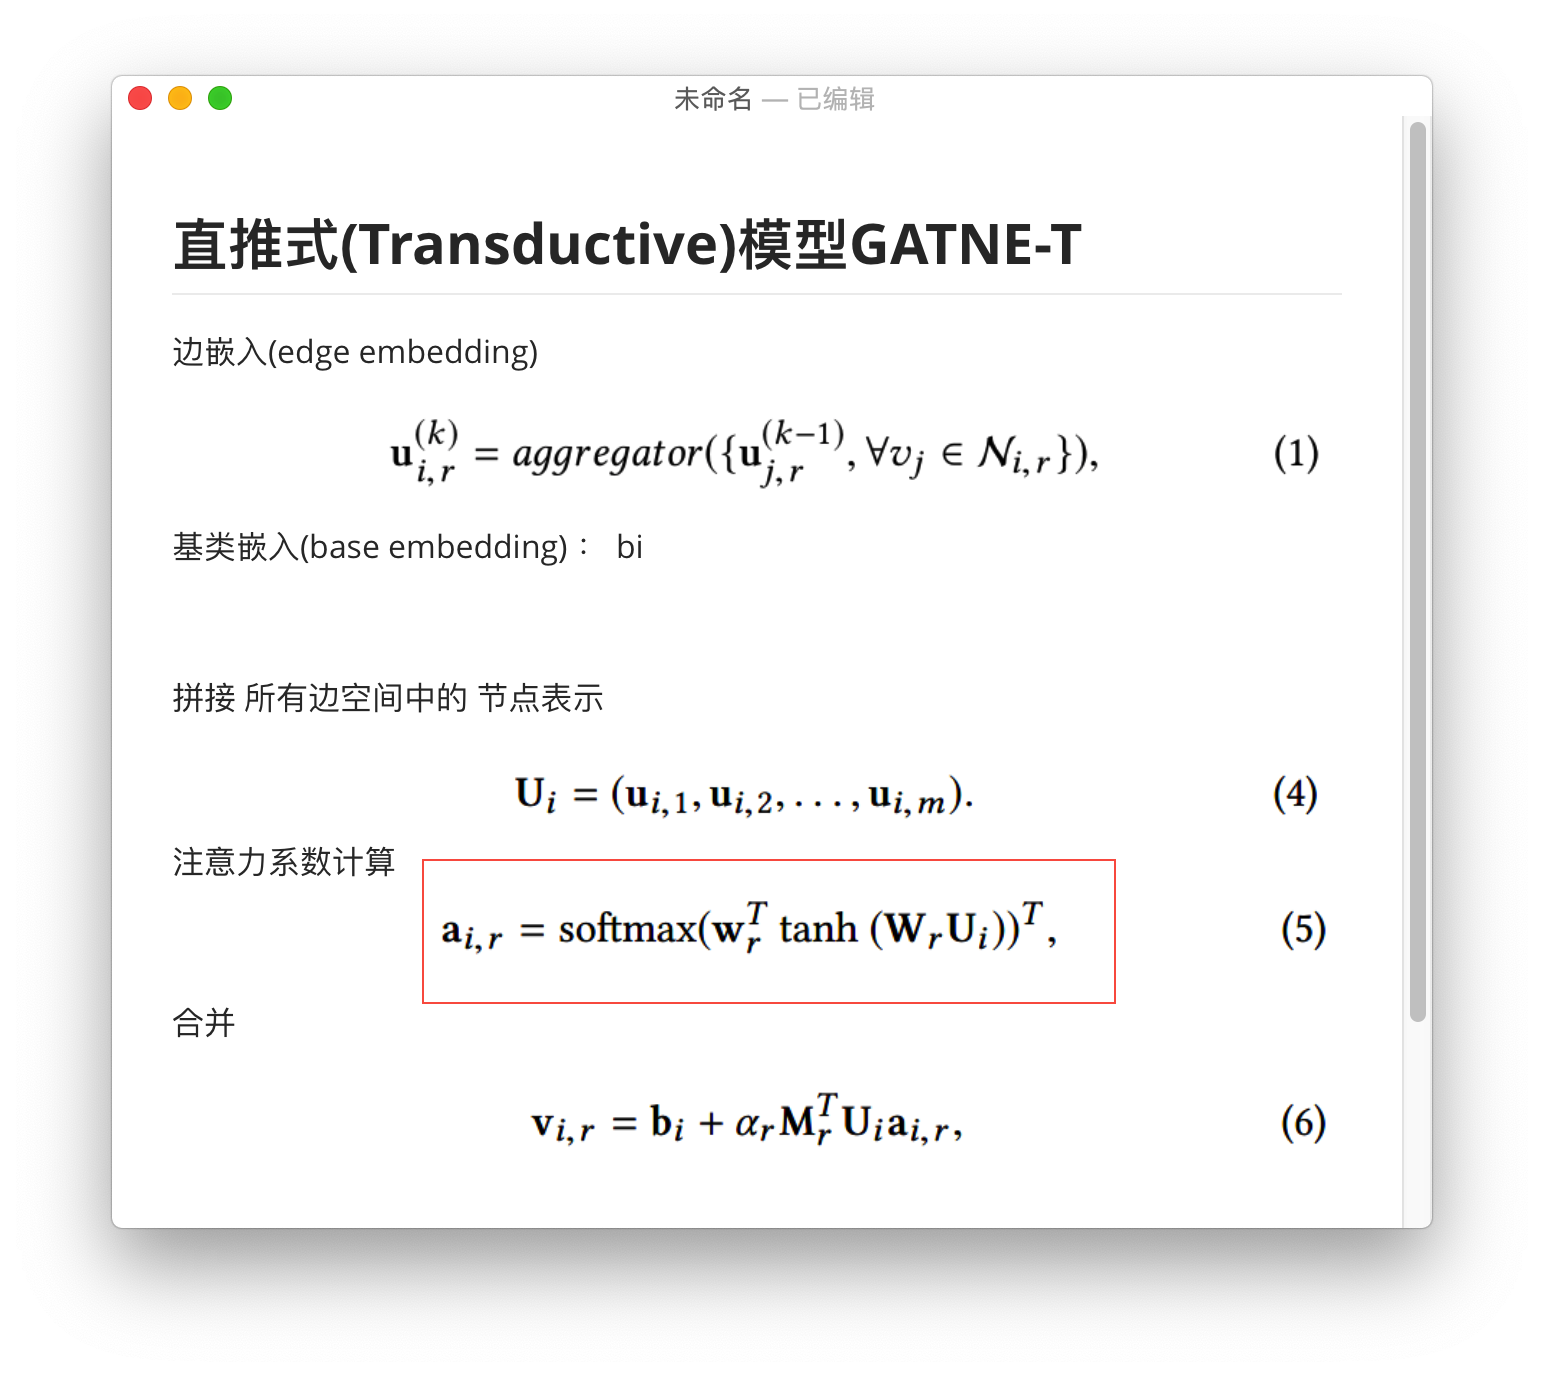 未命名 — 已编辑
直推式(Transductive)模型GATNE-T
边嵌入(edge embedding)
$\mathbf{u}_{i,r}^{(k)} = aggregator(\{\mathbf{u}_{j,r}^{(k-1)}, \forall v_j \in \mathcal{N}_{i,r}\}),$ (1)
基类嵌入(base embedding)： bi
拼接 所有边空间中的 节点表示
$\mathbf{U}_i = (\mathbf{u}_{i,1}, \mathbf{u}_{i,2}, \ldots, \mathbf{u}_{i,m}).$ (4)
注意力系数计算
$\mathbf{a}_{i,r} = \text{softmax}(\mathbf{w}_r^T \tanh (\mathbf{W}_r \mathbf{U}_i))^T,$ (5)
合并
$\mathbf{v}_{i,r} = \mathbf{b}_i + \alpha_r \mathbf{M}_r^T \mathbf{U}_i \mathbf{a}_{i,r},$ (6)